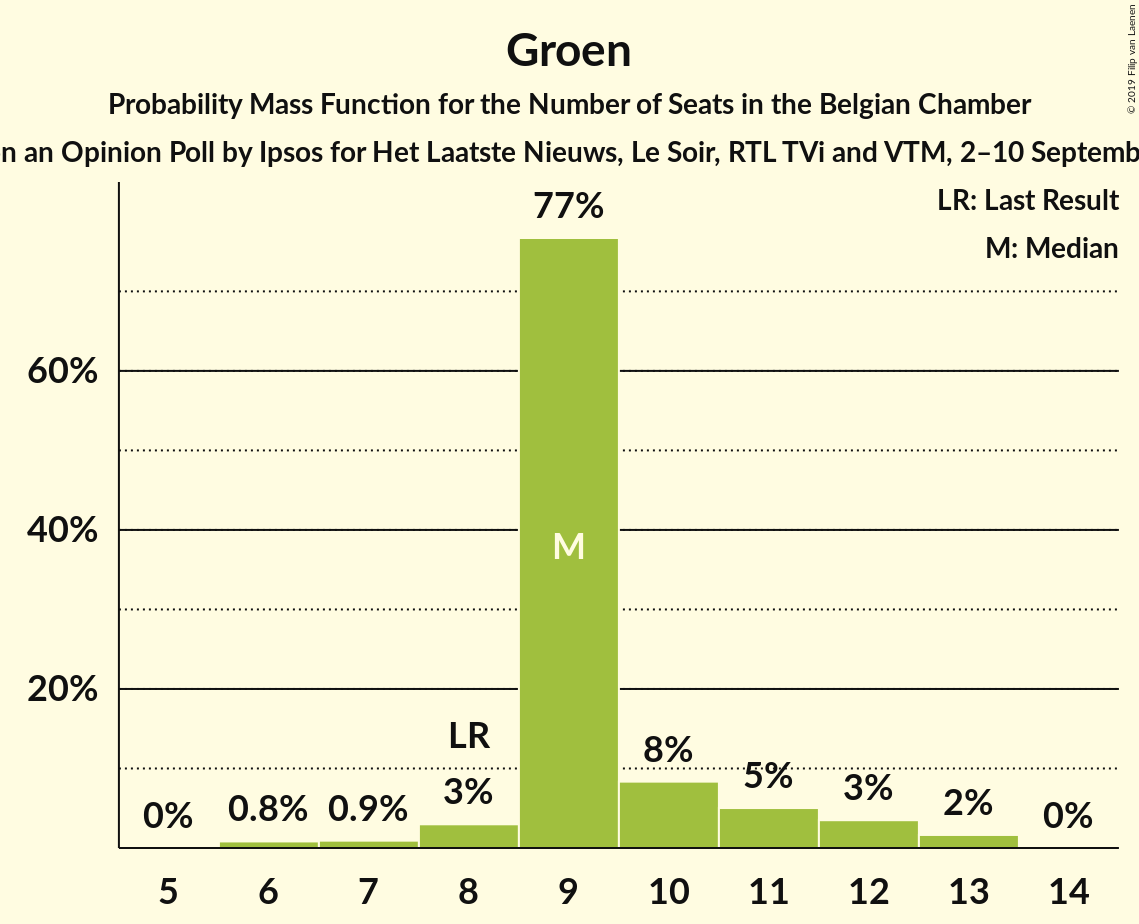 Groen
Probability Mass Function for the Number of Seats in the Belgian Chamber
an Opinion Poll by Ipsos for Het Laatste Nieuws, Le Soir, RTL TVi and VTM, 2–10
© 2019 Filip van Laenen
LR: Last Result
M: Median
77%
60%
40%
20%
M
LR
0%
0.8%
0.9%
3%
8%
5%
3%
2%
0%
5 6 7 8 9 10 11 12 13 14